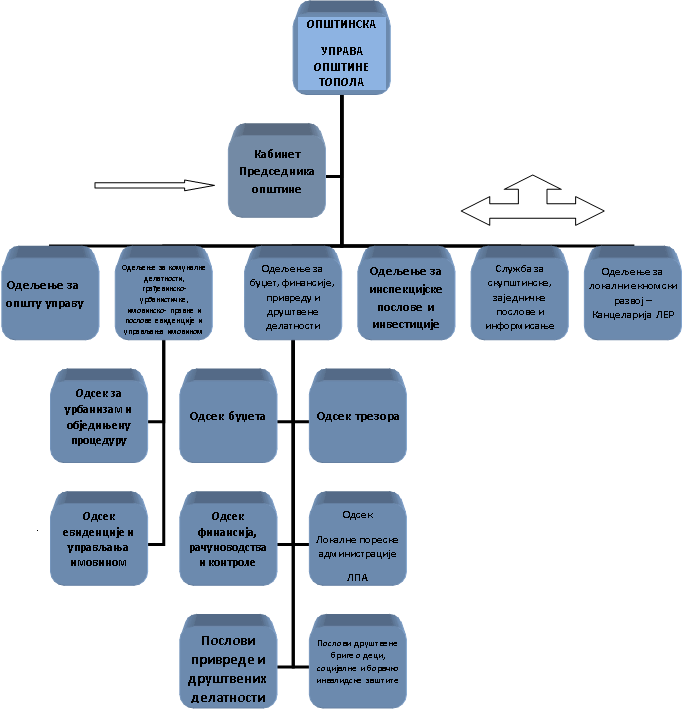 ОПШТИНСКА
УПРАВА
ОПШТИНЕ
ТОПОЛА
Кабинет
Председника
општине
Одељење за
општу управу
Одељење за комуналне
делатности,
грађевинско-
урбанистичке,
имовинско- правне и
послове евиденције и
управљања имовином
Одељење за
буџет, финансије,
привреду и
друштвене
делатности
Одељење за
инспекцијске
послове и
инвестиције
Служба за
скупштинске,
заједничке
послове и
информисање
Одељење за
локални екномски
развој –
Канцеларија ЛЕР
Одсек за
урбанизам и
обједињену
процедуру
Одсек буџета
Одсек трезора
Одсек
евиденције и
управљања
имовином
Одсек
финансија,
рачуноводства
и контроле
Одсек
Локалне пореске
администрације
ЛПА
Послови
привреде и
друштвених
делатности
Послови друштвене
бриге о деци,
социјалне и борачко
инвалидске заштите